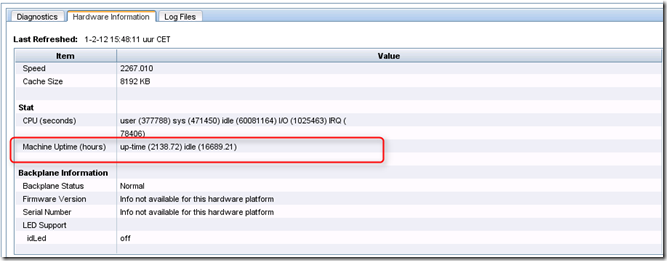 Diagnostics Hardware Information Log Files
Last Refreshed: 1-2-12 15:48:11 uur CET
Item Value
Speed 2267.010
Cache Size 8192 KB
Stat
CPU (seconds) user (377788) sys (471450) idle (60081164) I/O (1025463) IRQ (
78406)
Machine Uptime (hours) up-time (2138.72) idle (16689.21)
Backplane Information
Backplane Status Normal
Firmware Version Info not available for this hardware platform
Serial Number Info not available for this hardware platform
LED Support
idLed off